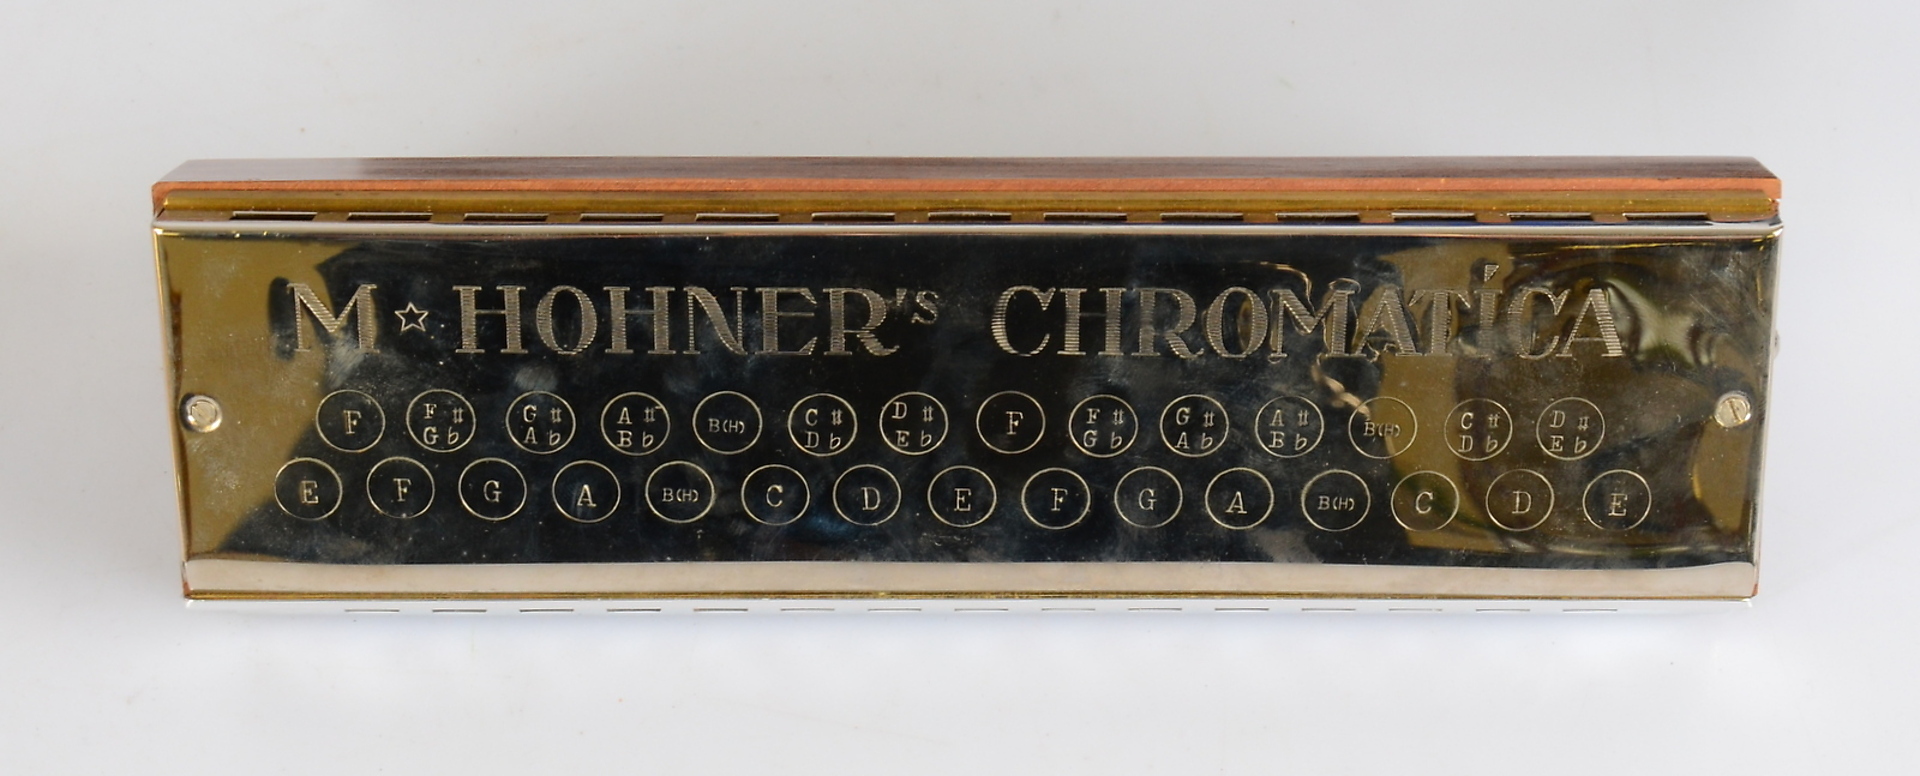 M☆HOHNER's CHROMATICA
F F♯ G♭ G♯ A♭ A♯ B♭ B(H) C♯ D♭ D♯ E♭ F F♯ G♭ G♯ A♭ A♯ B♭ B(H) C♯ D♭ D♯ E♭
E F G A B(H) C D E F G A B(H) C D E